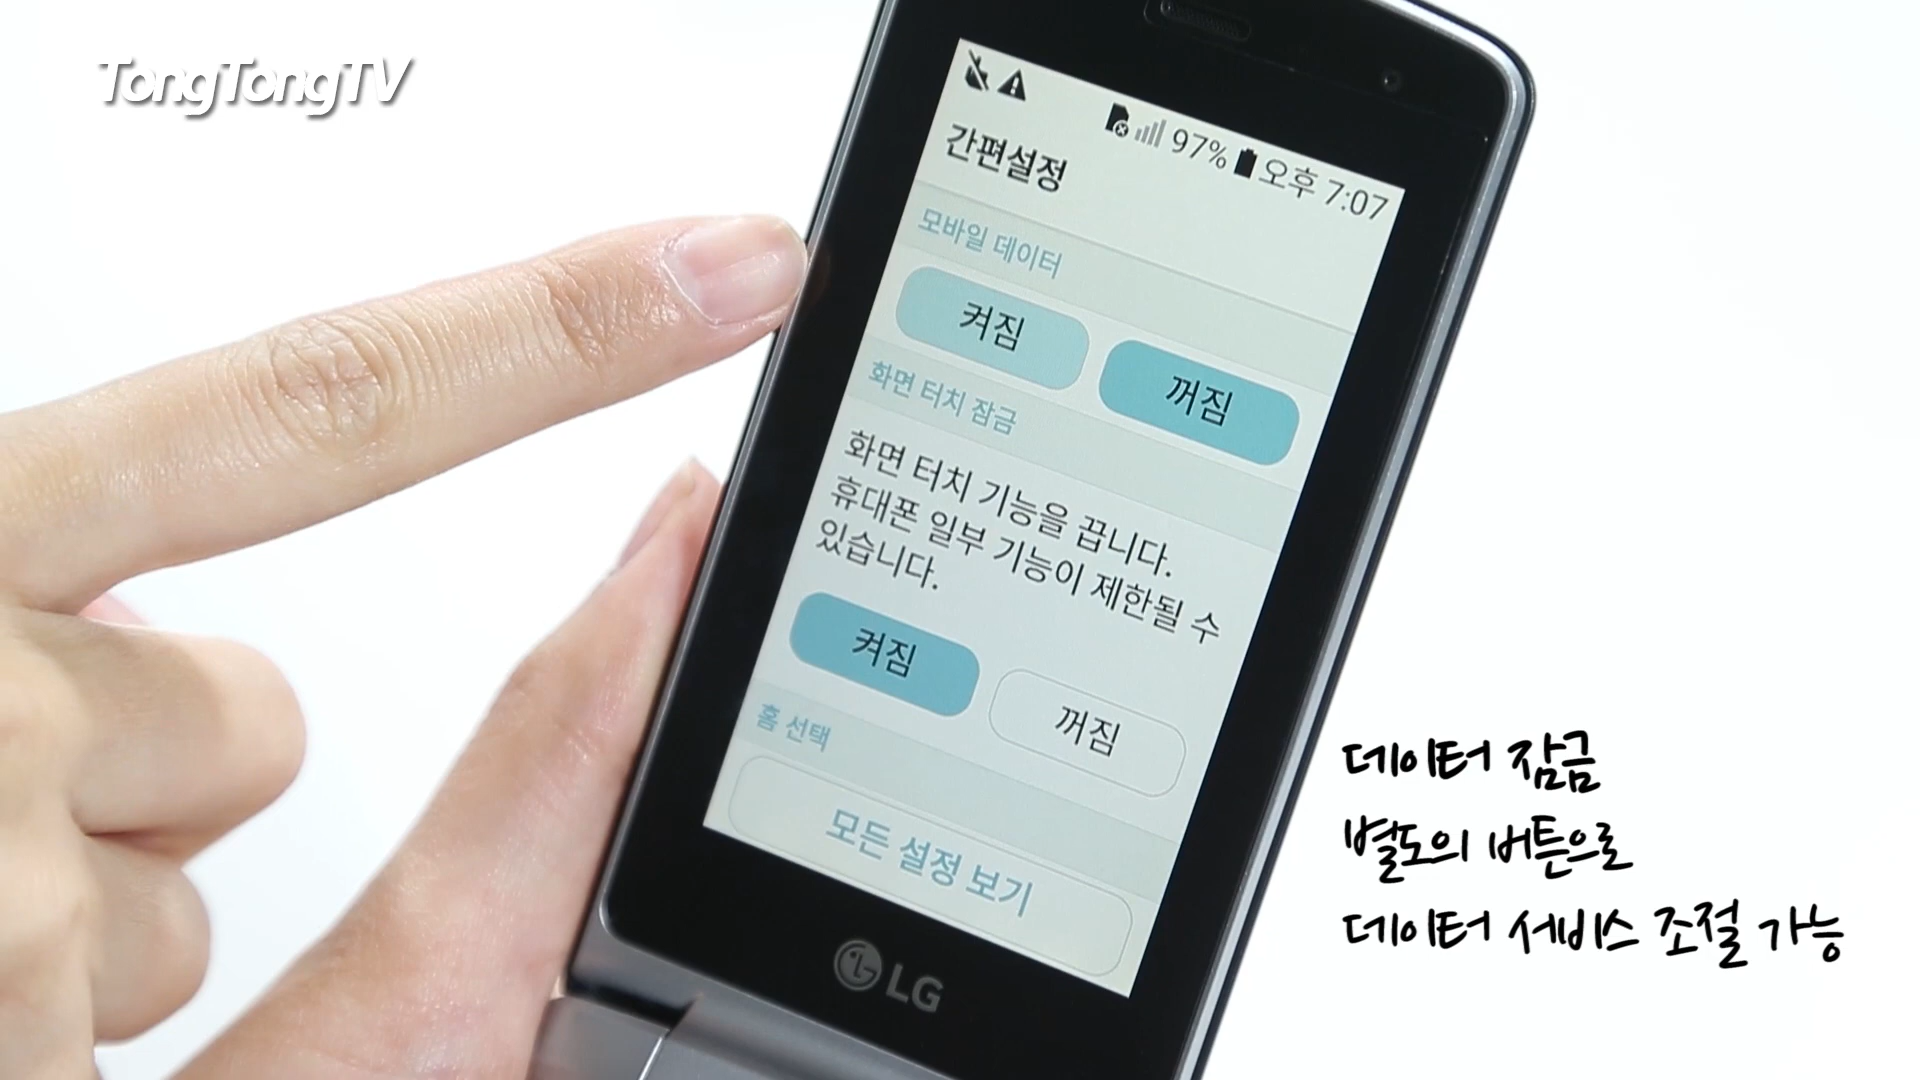 TongTongTV
97% 오후 7:07
간편설정
모바일 데이터
켜짐
꺼짐
화면 터치 잠금
화면 터치 기능을 끕니다.
휴대폰 일부 기능이 제한될 수
있습니다.
켜짐
꺼짐
홈 선택
모든 설정 보기
LG
데이터 잠금
별도의 버튼으로
데이터 서비스 조절 가능